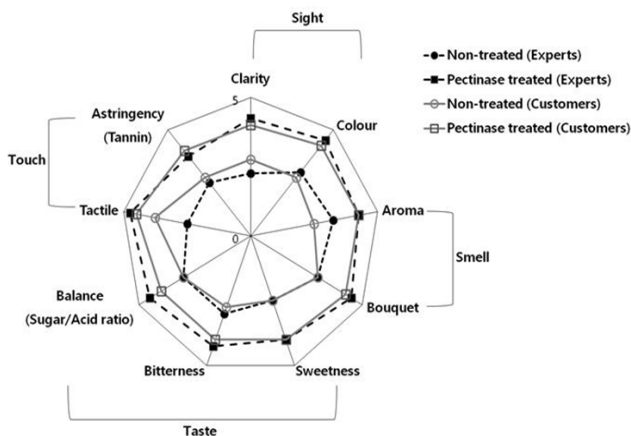 Sight
Non-treated (Experts)
Pectinase treated (Experts)
Non-treated (Customers)
Pectinase treated (Customers)
Clarity
5
Astringency
(Tannin)
Colour
Touch
Tactile
Aroma
0
Smell
Balance
(Sugar/Acid ratio)
Bouquet
Bitterness
Sweetness
Taste